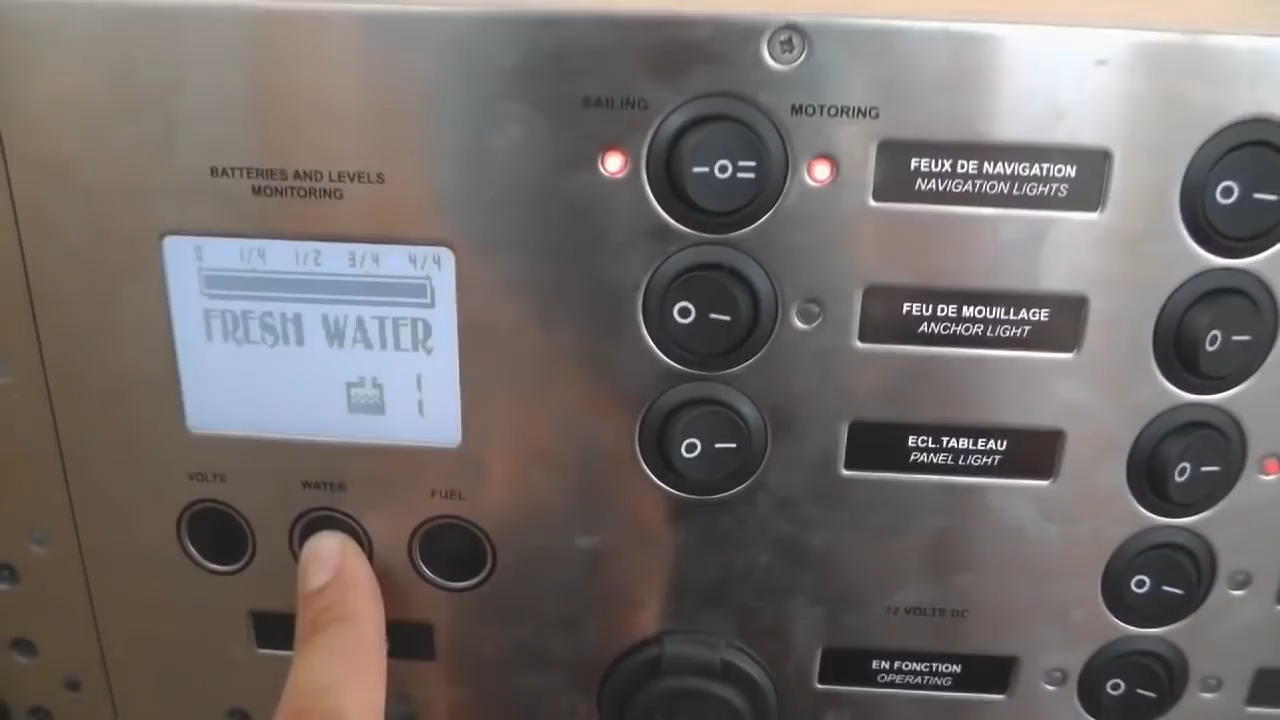 SAILING
MOTORING
FEUX DE NAVIGATION
NAVIGATION LIGHTS
BATTERIES AND LEVELS
MONITORING
0 1/4 1/2 3/4 4/4
FRESH WATER
1
FEU DE MOUILLAGE
ANCHOR LIGHT
ECL.TABLEAU
PANEL LIGHT
VOLTS
WATER
FUEL
12 VOLTS DC
EN FONCTION
OPERATING